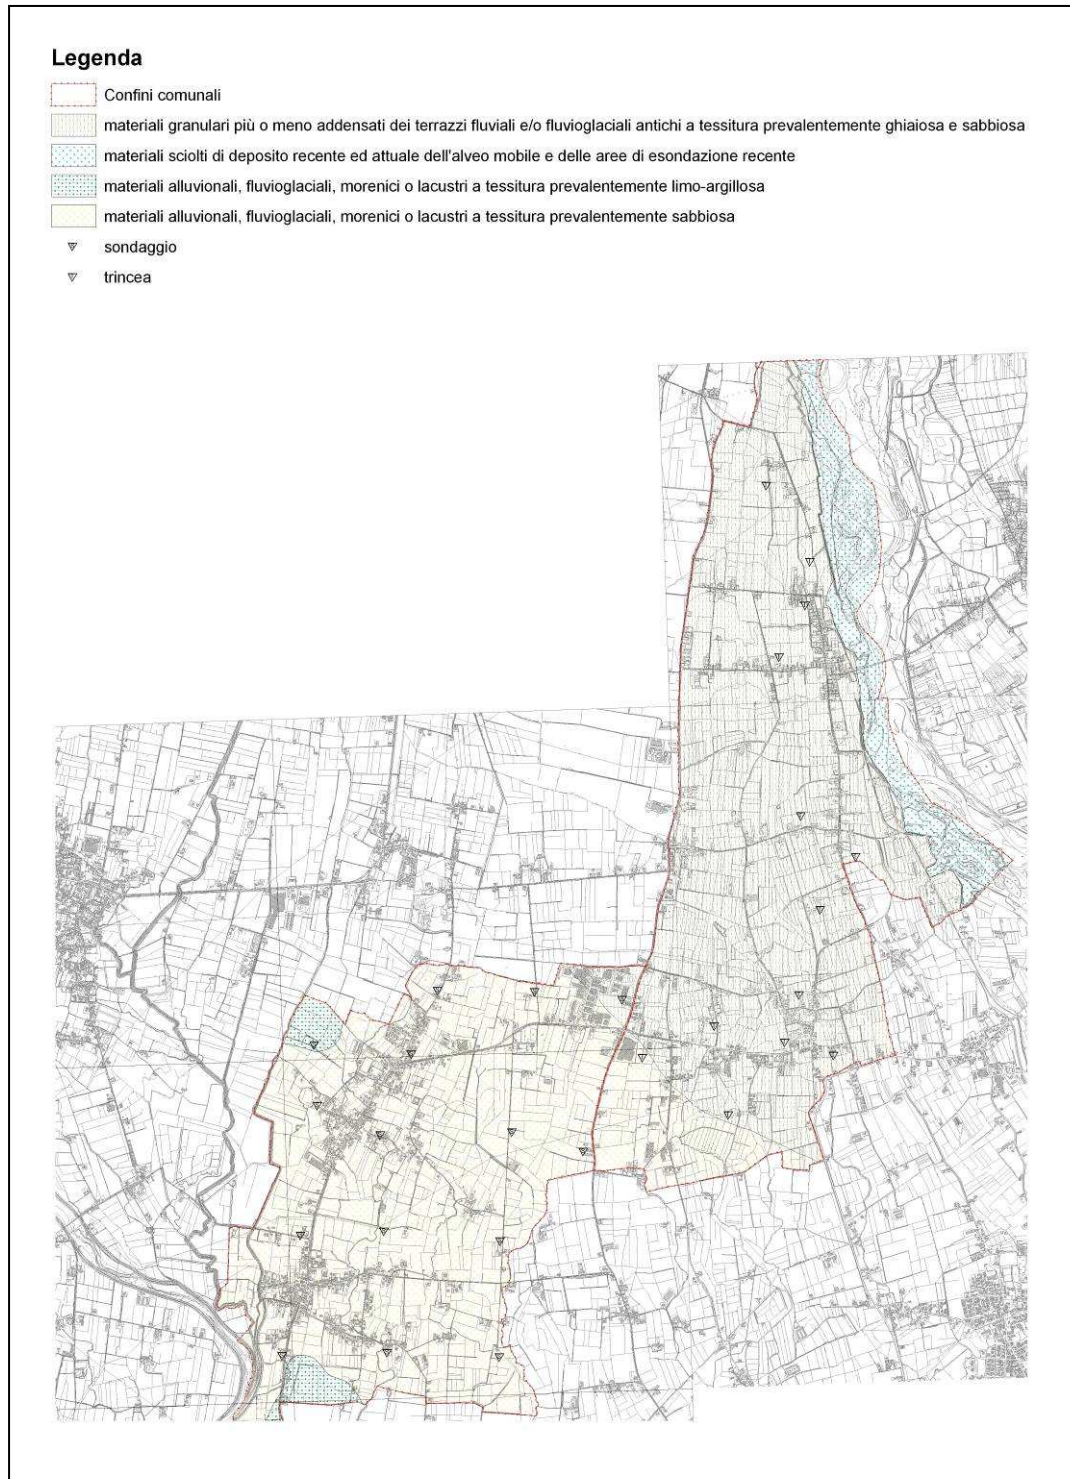 Legenda
Confini comunali
materiali granulari più o meno addensati dei terrazzi fluviali e/o fluvioglaciali antichi a tessitura prevalentemente ghiaiosa e sabbiosa
materiali sciolti di deposito recente ed attuale dell'alveo mobile e delle aree di esondazione recente
materiali alluvionali, fluvioglaciali, morenici o lacustri a tessitura prevalentemente limo-argillosa
materiali alluvionali, fluvioglaciali, morenici o lacustri a tessitura prevalentemente sabbiosa
sondaggio
trincea